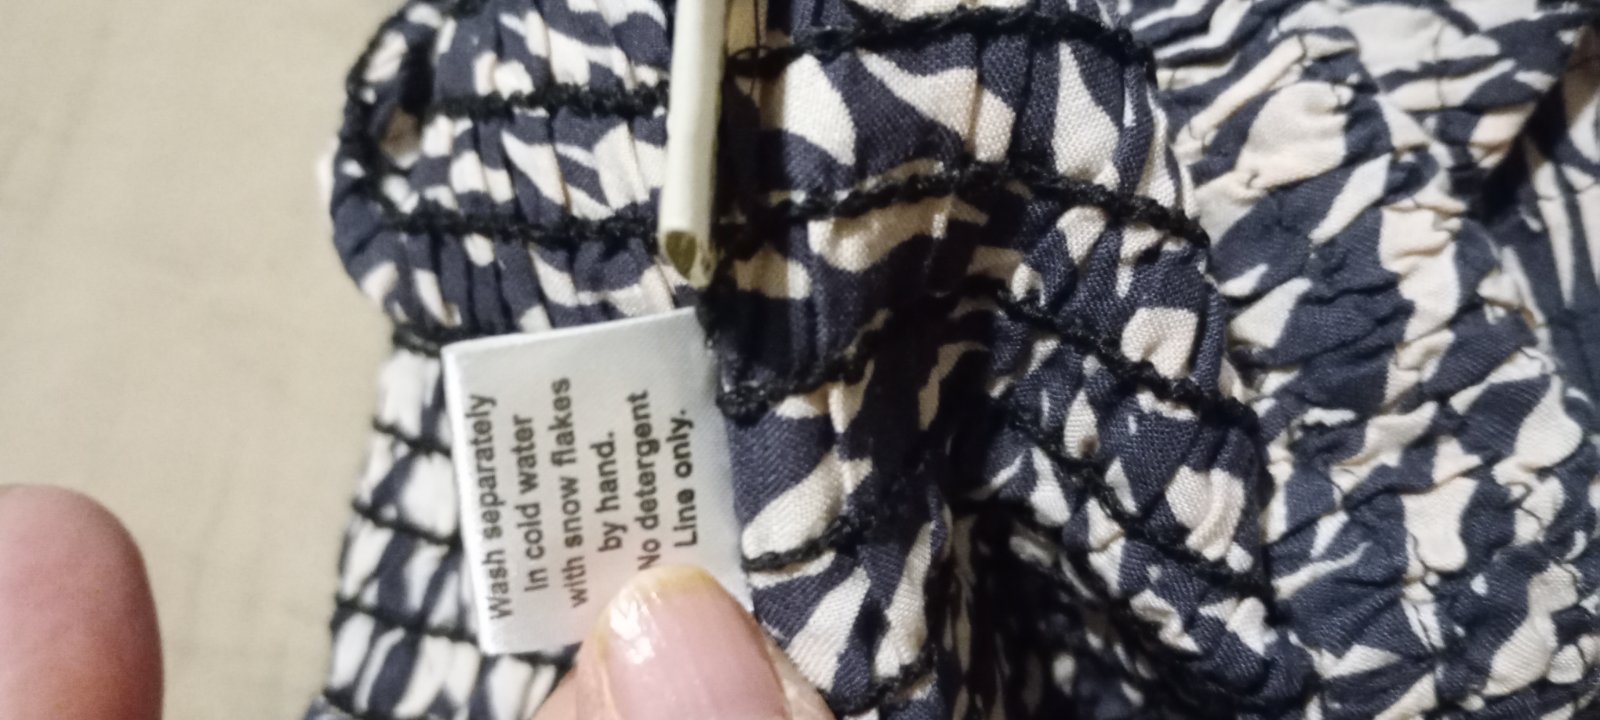 Wash separately
In cold water
with snow flakes
by hand.
No detergent
Line only.